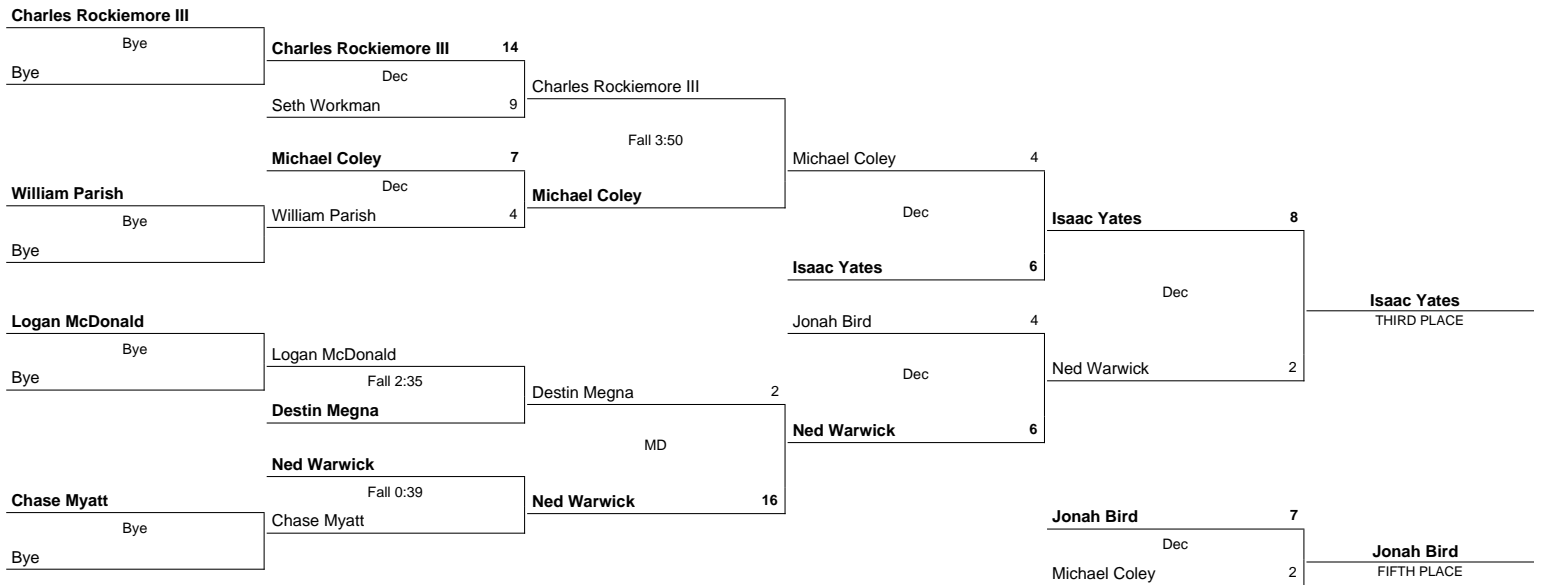 Charles Rockiemore III
Bye
Bye
Charles Rockiemore III 14
Dec
Seth Workman 9
Charles Rockiemore III
Fall 3:50
Michael Coley
Michael Coley 7
Dec
William Parish 4
William Parish
Bye
Bye
Michael Coley 4
Dec
Isaac Yates 6
Isaac Yates 8
Dec
Ned Warwick 2
Isaac Yates
THIRD PLACE
Logan McDonald
Bye
Bye
Logan McDonald
Fall 2:35
Destin Megna
Destin Megna 2
MD
Ned Warwick 16
Jonah Bird 4
Dec
Ned Warwick 6
Ned Warwick
Fall 0:39
Chase Myatt
Chase Myatt
Bye
Bye
Jonah Bird 7
Dec
Michael Coley 2
Jonah Bird
FIFTH PLACE